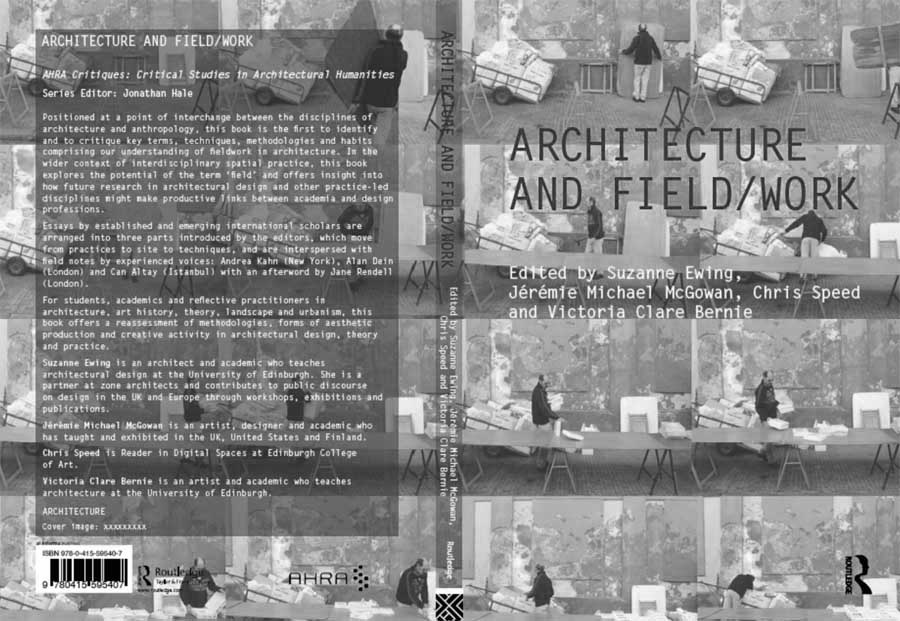 ARCHITECTURE AND FIELD/WORK
AHRA Critiques: Critical Studies in Architectural Humanities
Series Editor: Jonathan Hale
Positioned at a point of interchange between the disciplines of
architecture and anthropology, this book is the first to identify
and to critique key terms, techniques, methodologies and habits
comprising our understanding of fieldwork in architecture. In the
wider context of interdisciplinary spatial practice, this book
explores the potential of the term 'field' and offers insight into
how future research in architectural design and other practice-led
disciplines might make productive links between academia and design
professions.
Essays by established and emerging international scholars are
arranged into three parts introduced by the editors, which move
from practices to site to techniques, and are interspersed with
field notes by experienced voices: Andrea Kahn (New York), Alan Dein
(London) and Can Altay (Istanbul) with an afterword by Jane Rendell
(London).
For students, academics and reflective practitioners in
architecture, art history, theory, landscape and urbanism, this
book offers a reassessment of methodologies, forms of aesthetic
production and creative activity in architectural design, theory
and practice.
Suzanne Ewing is an architect and academic who teaches
architectural design at the University of Edinburgh. She is a
partner at zone architects and contributes to public discourse
on design in the UK and Europe through workshops, exhibitions and
publications.
Jérémie Michael McGowan is an artist, designer and academic who
has taught and exhibited in the UK, United States and Finland.
Chris Speed is Reader in Digital Spaces at Edinburgh College
of Art.
Victoria Clare Bernie is an artist and academic who teaches
architecture at the University of Edinburgh.
ARCHITECTURE
Cover image: xxxxxxxxx
ISBN 978-0-415-59540-7
9 780415 595407
Routledge
Taylor & Francis
www.routledge.com
AHRA
ARCHITECTURE AND FIELD/WORK
Edited by Suzanne Ewing, Jérémie Michael McGowan,
Chris Speed and Victoria Clare Bernie
Routledge
ARCHITECTURE
AND FIELD/WORK
Edited by Suzanne Ewing,
Jérémie Michael McGowan, Chris Speed
and Victoria Clare Bernie
ROUTLEDGE